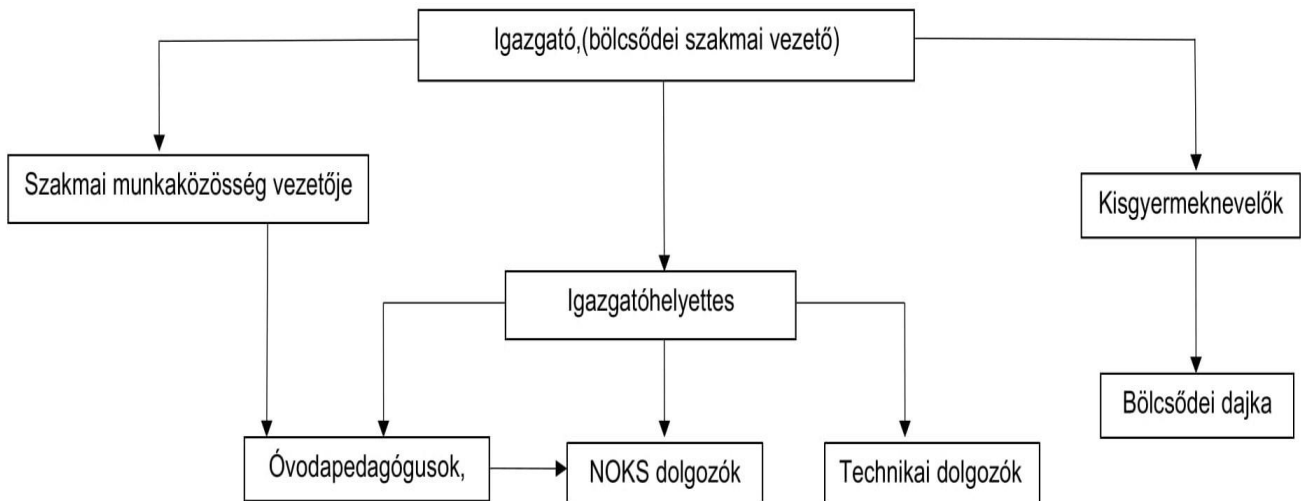 Igazgató,(bölcsődei szakmai vezető)
Szakmai munkaközösség vezetője
Kisgyermeknevelők
Igazgatóhelyettes
Bölcsődei dajka
Óvodapedagógusok,
NOKS dolgozók
Technikai dolgozók